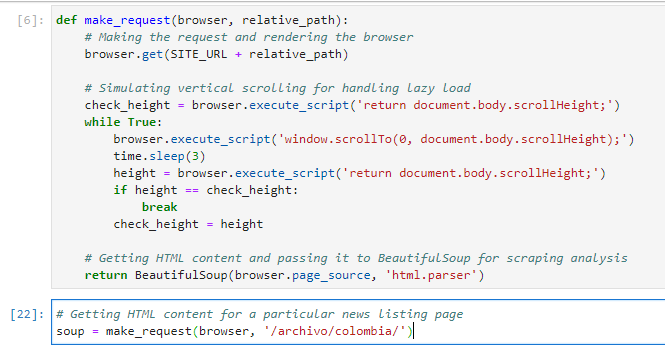 [6]: def make_request(browser, relative_path):
# Making the request and rendering the browser
browser.get(SITE_URL + relative_path)
# Simulating vertical scrolling for handling lazy load
check_height = browser.execute_script('return document.body.scrollHeight;')
while True:
browser.execute_script('window.scrollTo(0, document.body.scrollHeight);')
time.sleep(3)
height = browser.execute_script('return document.body.scrollHeight;')
if height == check_height:
break
check_height = height
# Getting HTML content and passing it to BeautifulSoup for scraping analysis
return BeautifulSoup(browser.page_source, 'html.parser')
[22]: # Getting HTML content for a particular news listing page
soup = make_request(browser, '/archivo/colombia/')